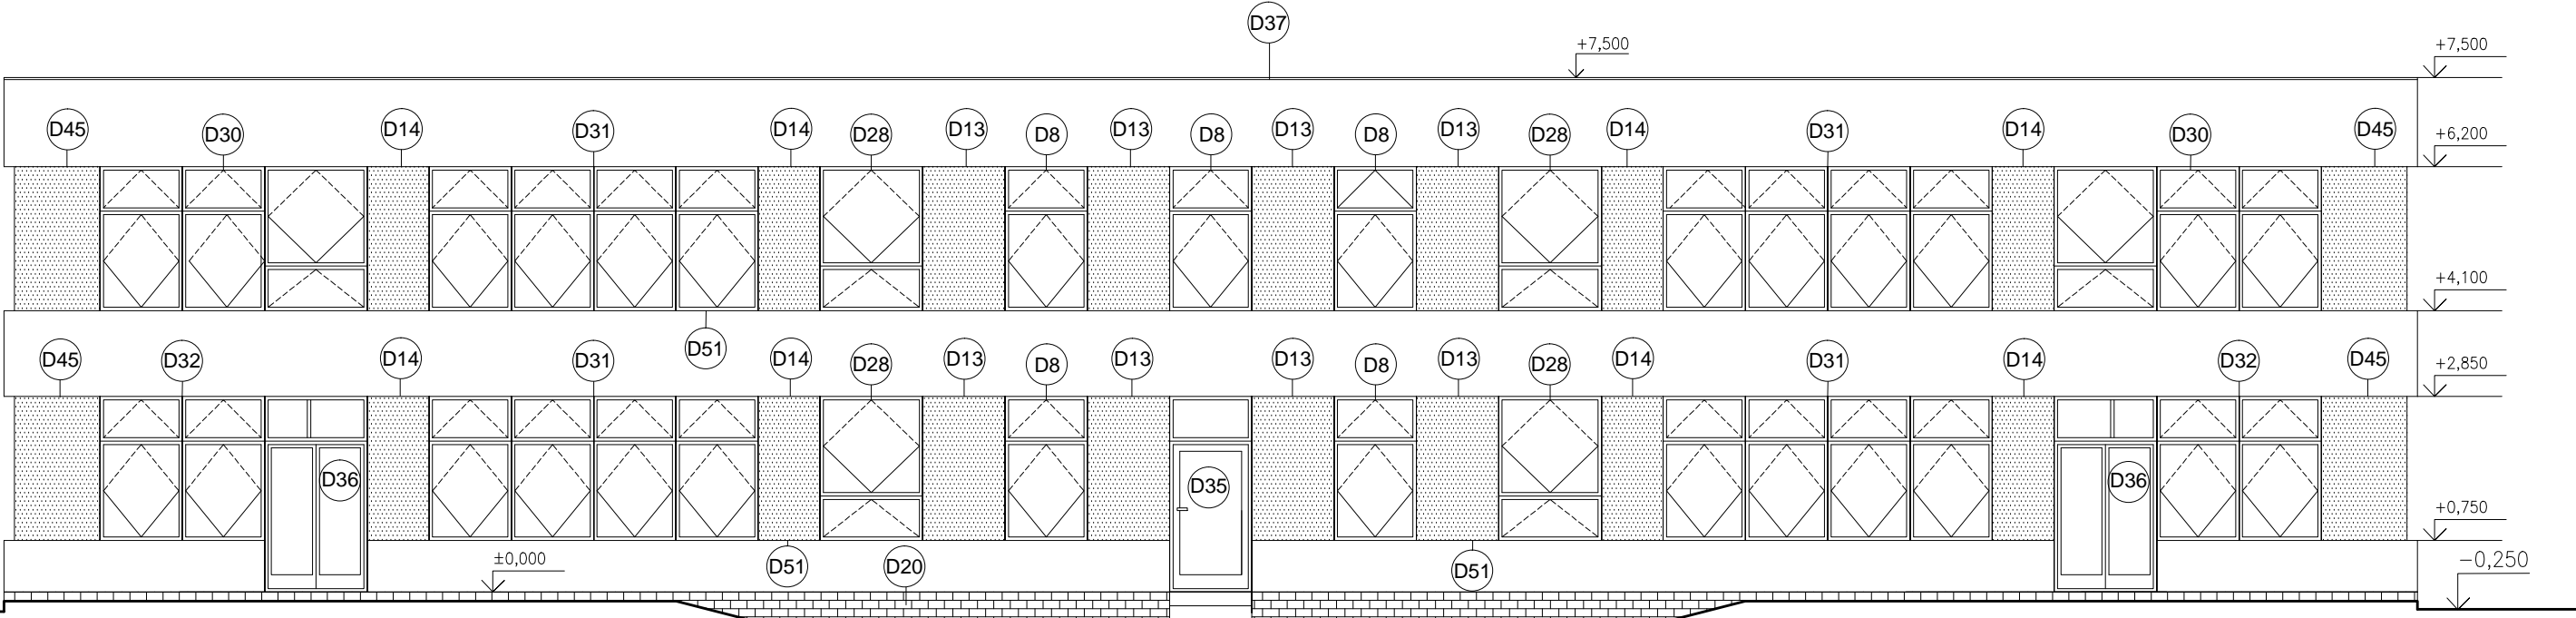 D37
+7,500 +7,500
D45 D30 D14 D31 D14 D28 D13 D8 D13 D8 D13 D8 D13 D28 D14 D31 D14 D30 D45 +6,200
+4,100
D51
D45 D32 D14 D31 D14 D28 D13 D8 D13 D13 D8 D13 D28 D14 D31 D14 D32 D45 +2,850
D36 D35 D36
+0,750
±0,000 D51 D20 D51 -0,250